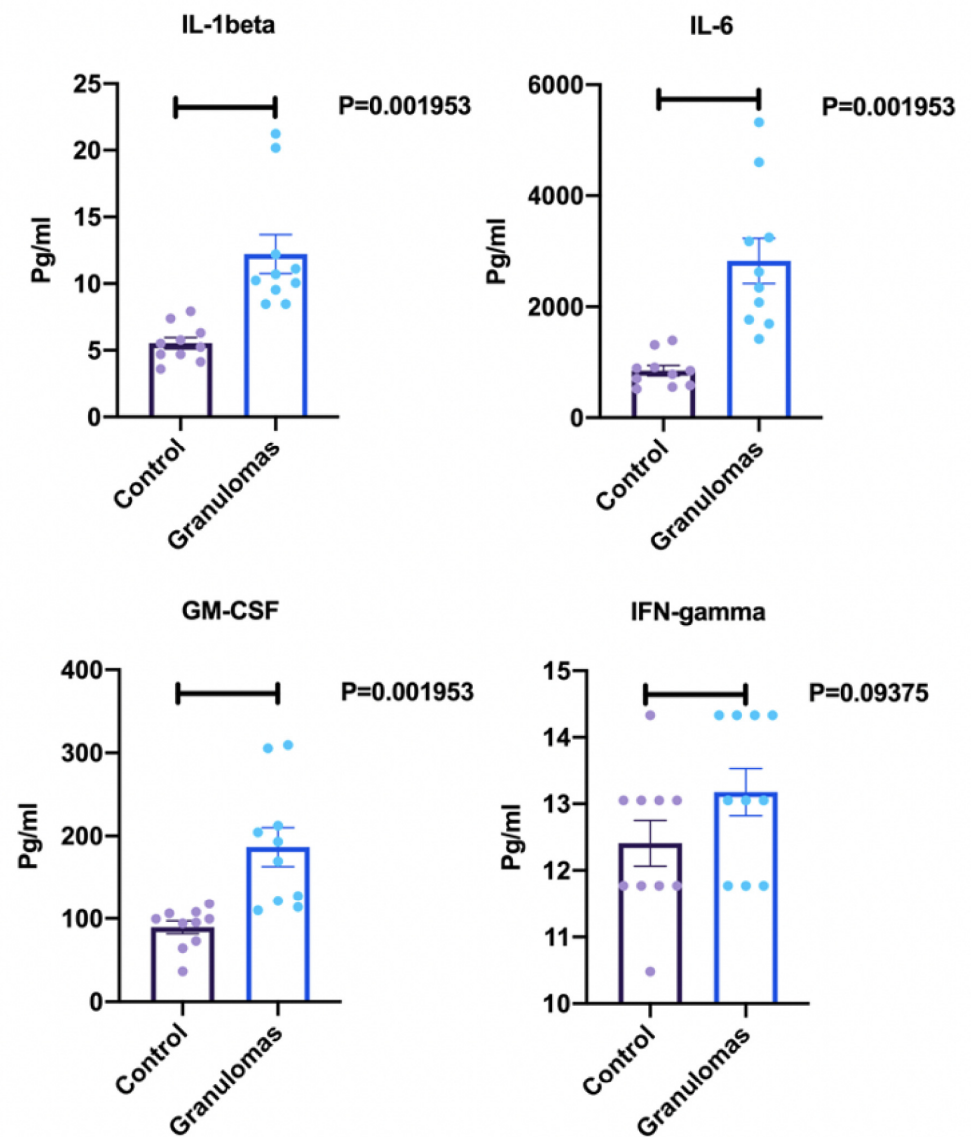 IL-1beta
25
20
15
10
5
0
Pg/ml
P=0.001953
Control
Granulomas
IL-6
6000
4000
2000
0
Pg/ml
P=0.001953
Control
Granulomas
GM-CSF
400
300
200
100
0
Pg/ml
P=0.001953
Control
Granulomas
IFN-gamma
15
14
13
12
11
10
Pg/ml
P=0.09375
Control
Granulomas